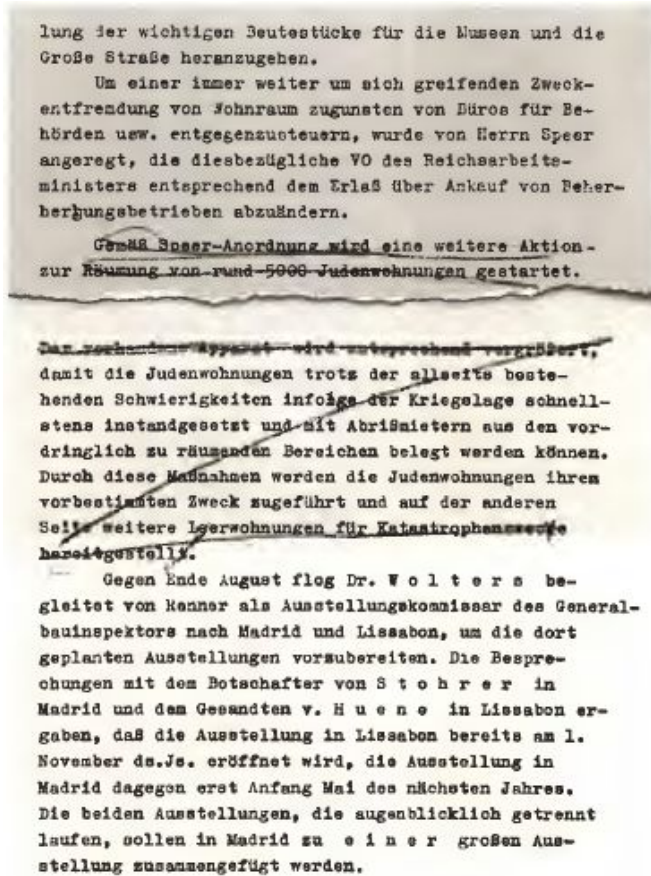 lung der wichtigen Beutestücke für die Museen und die
Große Straße heranzugehen.
Um einer immer weiter um sich greifenden Zweck-
entfremdung von Wohnraum zugunsten von Büros für Be-
hörden usw. entgegenzusteuern, wurde von Herrn Speer
angeregt, die diesbezügliche VO des Reichsarbeits-
ministers entsprechend dem Erlaß über Ankauf von Beher-
bergungsbetrieben abzuändern.
Gemäß Speer-Anordnung wird eine weitere Aktion-
zur Räumung von rund 5000 Judenwohnungen gestartet.
Der vorhandene Apparat wird entsprechend vergrößert,
damit die Judenwohnungen trotz der allseits beste-
henden Schwierigkeiten infolge der Kriegslage schnell-
stens instandgesetzt und mit Abrißmietern aus den vor-
dringlich zu räumenden Bereichen belegt werden können.
Durch diese Maßnahmen werden die Judenwohnungen ihrem
vorbestimmten Zweck zugeführt und auf der anderen
Seite weitere Leerwohnungen für Katastrophenzwecke
bereitgestellt.
Gegen Ende August flog Dr. W o l t e r s be-
gleitet von Henner als Ausstellungskommissar des General-
bauinspektors nach Madrid und Lissabon, um die dort
geplanten Ausstellungen vorzubereiten. Die Bespre-
chungen mit dem Botschafter von S t o h r e r in
Madrid und dem Gesandten v. H u e n e in Lissabon er-
gaben, daß die Ausstellung in Lissabon bereits am 1.
November ds.Js. eröffnet wird, die Ausstellung in
Madrid dagegen erst Anfang Mai des nächsten Jahres.
Die beiden Ausstellungen, die augenblicklich getrennt
laufen, sollen in Madrid zu e i n e r großen Aus-
stellung zusammengefügt werden.